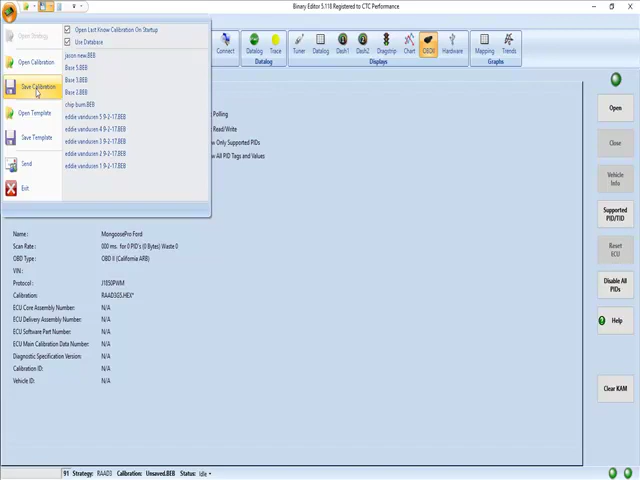 Binary Editor 5.118 Registered to CTC Performance
Open Strategy
Open Calibration
Save Calibration
Open Template
Save Template
Send
Exit
Open Last Know Calibration On Startup
Use Database
jason new.BEB
Base 5.BEB
Base 1.BEB
Base 2.BEB
chip burn.BEB
eddie vandusen 5 9-2-17.BEB
eddie vandusen 4 9-2-17.BEB
eddie vandusen 3 9-2-17.BEB
eddie vandusen 2 9-2-17.BEB
eddie vandusen 1 9-2-17.BEB
Connect
Datalog
Trace
Tuner
Datalog
Dash1
Dash2
Dragstrip
Chart
OBDII
Hardware
Mapping
Trends
Datalog
Displays
Graphs
Polling
Read/Write
w Only Supported PIDs
w All PID Tags and Values
Name : MongoosePro Ford
Scan Rate : 000 ms. for 0 PID's (0 Bytes) Waste 0
OBD Type : OBD II (California ARB)
VIN :
Protocol : J1850PWM
Calibration: RAAD3G5.HEX*
ECU Core Assembly Number: N/A
ECU Delivery Assembly Number: N/A
ECU Software Part Number: N/A
ECU Main Calibration Data Number: N/A
Diagnostic Specification Version: N/A
Calibration ID: N/A
Vehicle ID: N/A
Open
Close
Vehicle Info
Supported PID/TID
Reset ECU
Disable All PIDs
Help
Clear KAM
91 Strategy: RAAD3 Calibration: Unsaved.BEB Status: Idle